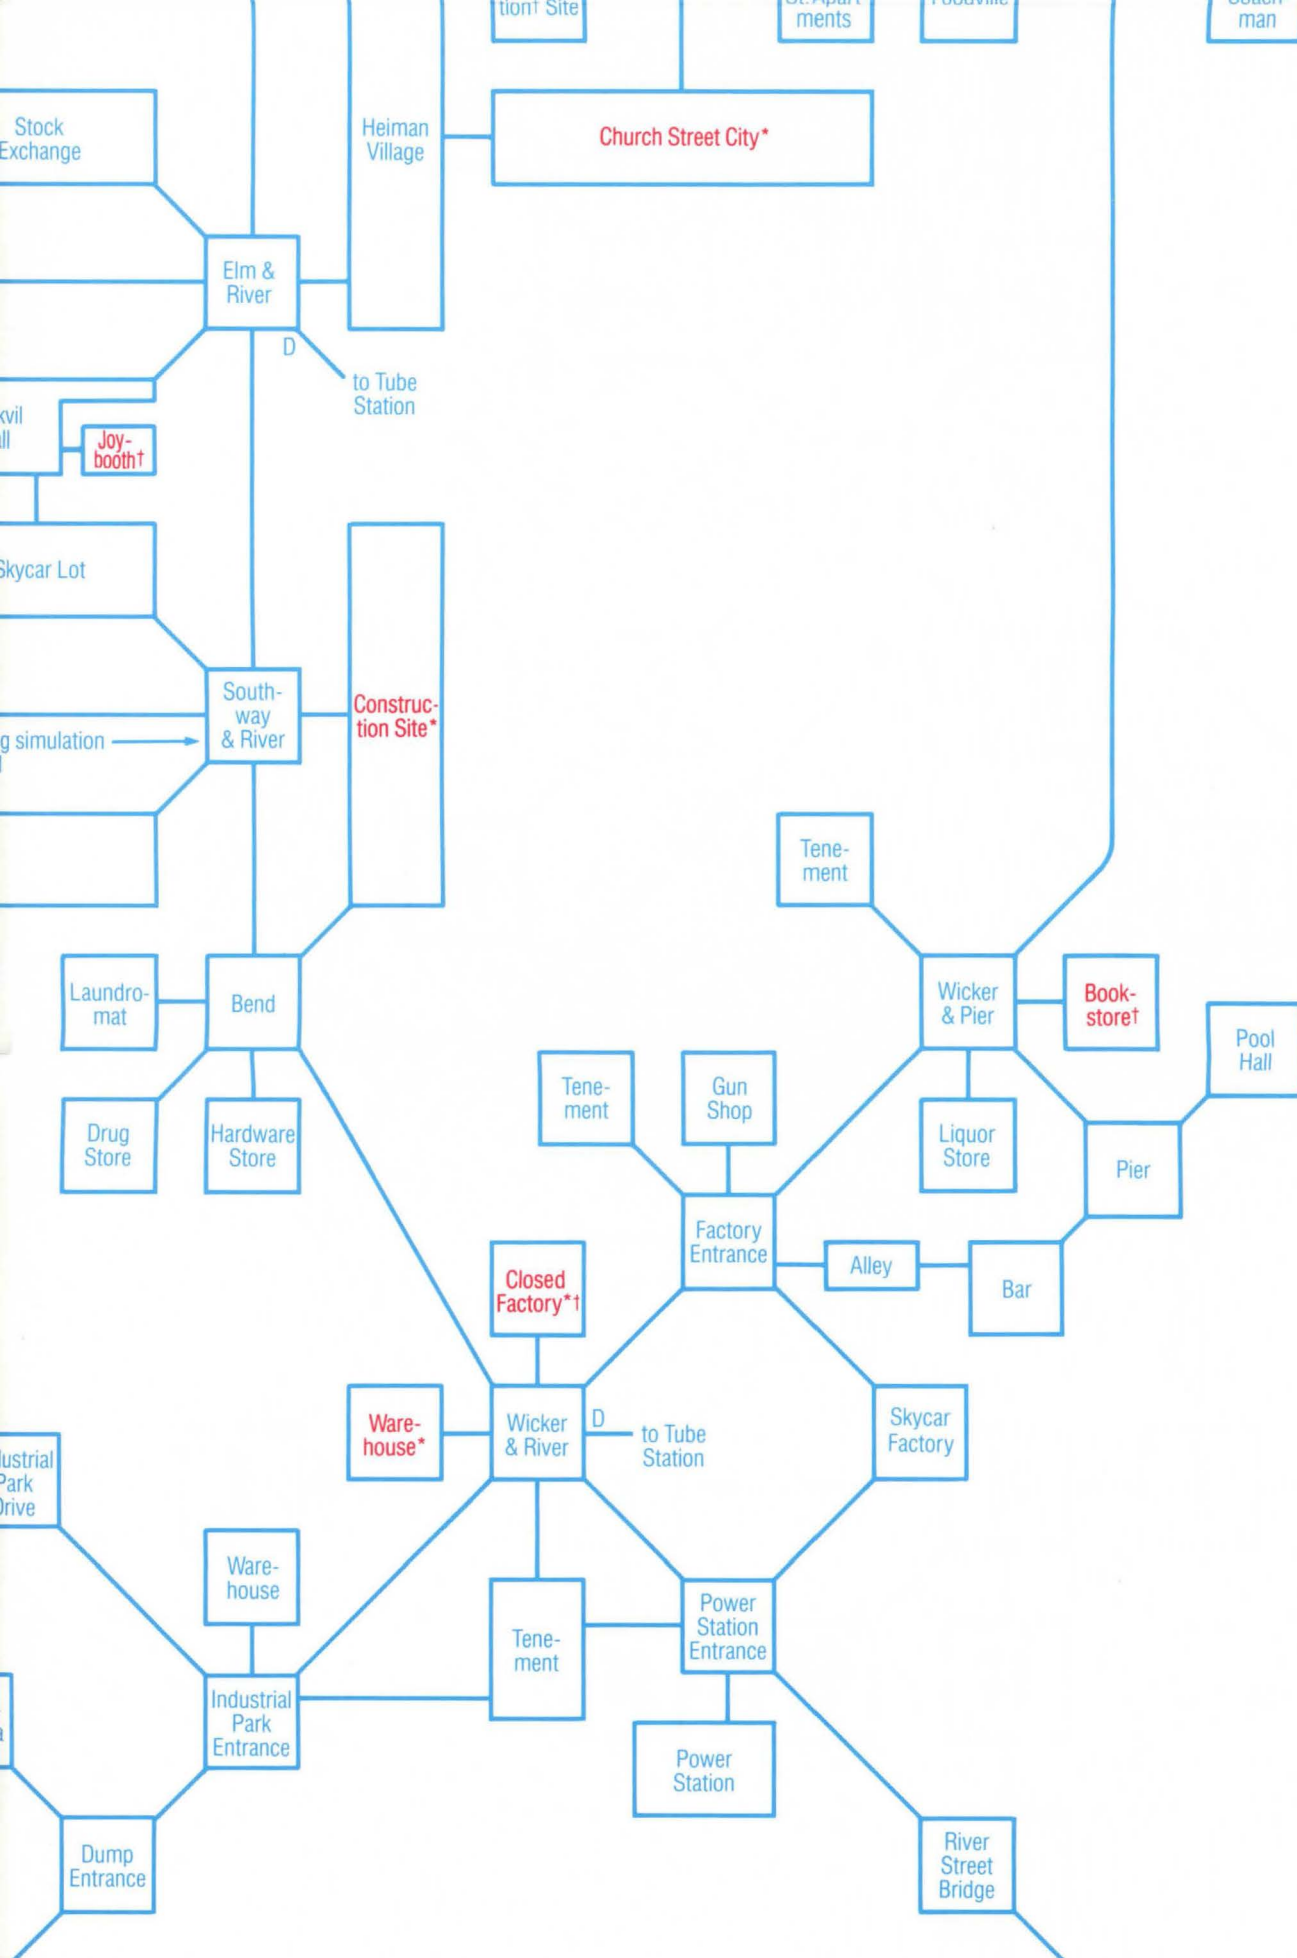 tion† Site
ments
man
Stock
Exchange
Heiman
Village
Church Street City*
Elm &
River
D
to Tube
Station
Joy-
booth†
Skycar Lot
South-
way
& River
simulation
Construc-
tion Site*
Tene-
ment
Laundro-
mat
Bend
Wicker
& Pier
Book-
store†
Pool
Hall
Tene-
ment
Gun
Shop
Drug
Store
Hardware
Store
Liquor
Store
Pier
Factory
Entrance
Alley
Bar
Closed
Factory*†
Ware-
house*
Wicker
& River
D
to Tube
Station
Skycar
Factory
ustrial
Park
Drive
Ware-
house
Tene-
ment
Power
Station
Entrance
Industrial
Park
Entrance
Power
Station
Dump
Entrance
River
Street
Bridge